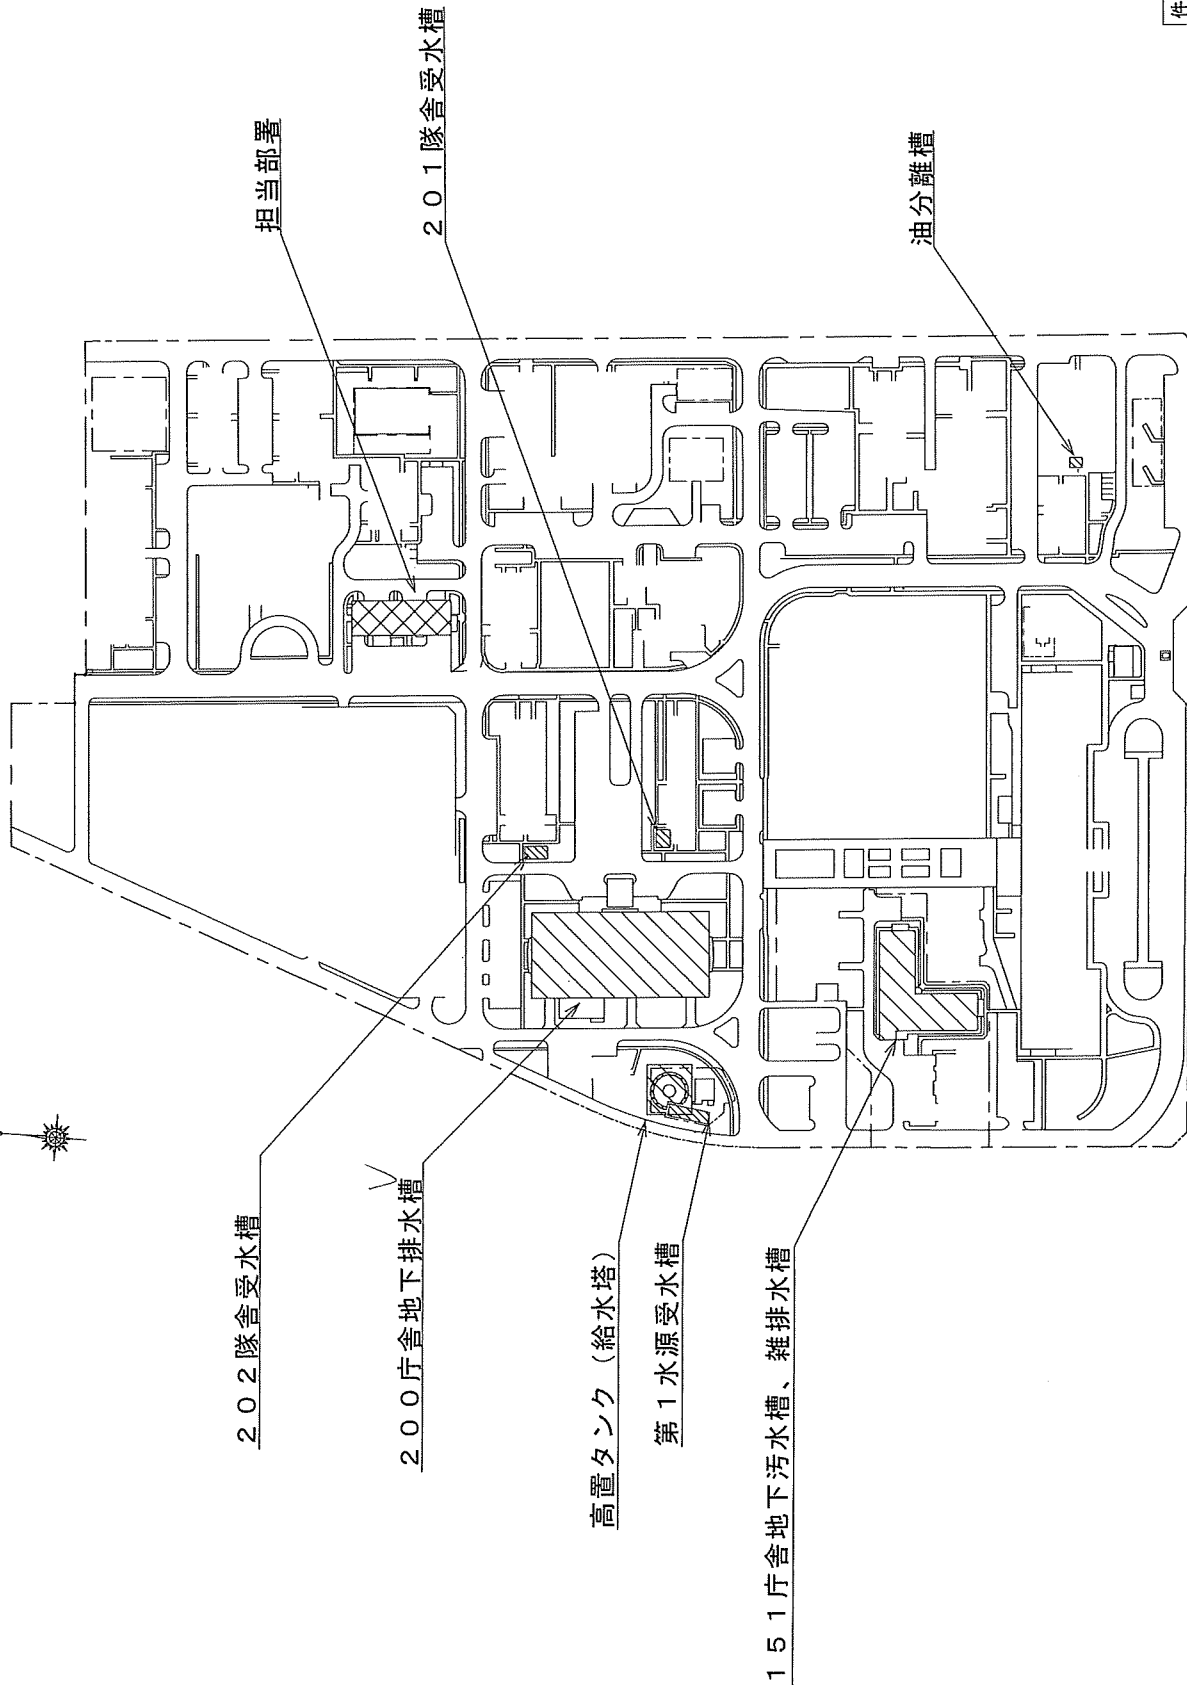 担当部署
201隊舎受水槽
油分離槽
202隊舎受水槽
200庁舎地下排水槽
高置タンク（給水塔）
第1水源受水槽
151庁舎地下汚水槽、雑排水槽
件